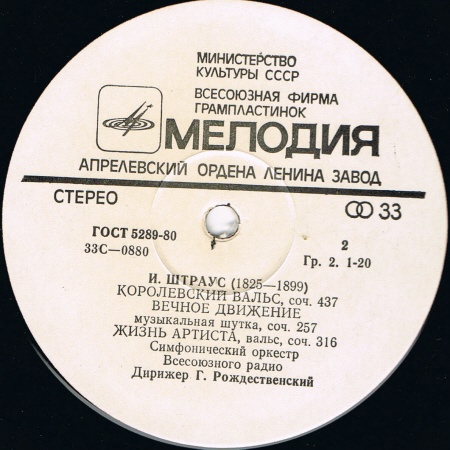 МИНИСТЕРСТВО
КУЛЬТУРЫ СССР
ВСЕСОЮЗНАЯ ФИРМА
ГРАМПЛАСТИНОК
МЕЛОДИЯ
АПРЕЛЕВСКИЙ ОРДЕНА ЛЕНИНА ЗАВОД
СТЕРЕО 33
ГОСТ 5289-80 2
33С—0880 Гр. 2. 1-20
И. ШТРАУС (1825—1899)
КОРОЛЕВСКИЙ ВАЛЬС, соч. 437
ВЕЧНОЕ ДВИЖЕНИЕ
музыкальная шутка, соч. 257
ЖИЗНЬ АРТИСТА, вальс, соч. 316
Симфонический оркестр
Всесоюзного радио
Дирижер Г. Рождественский